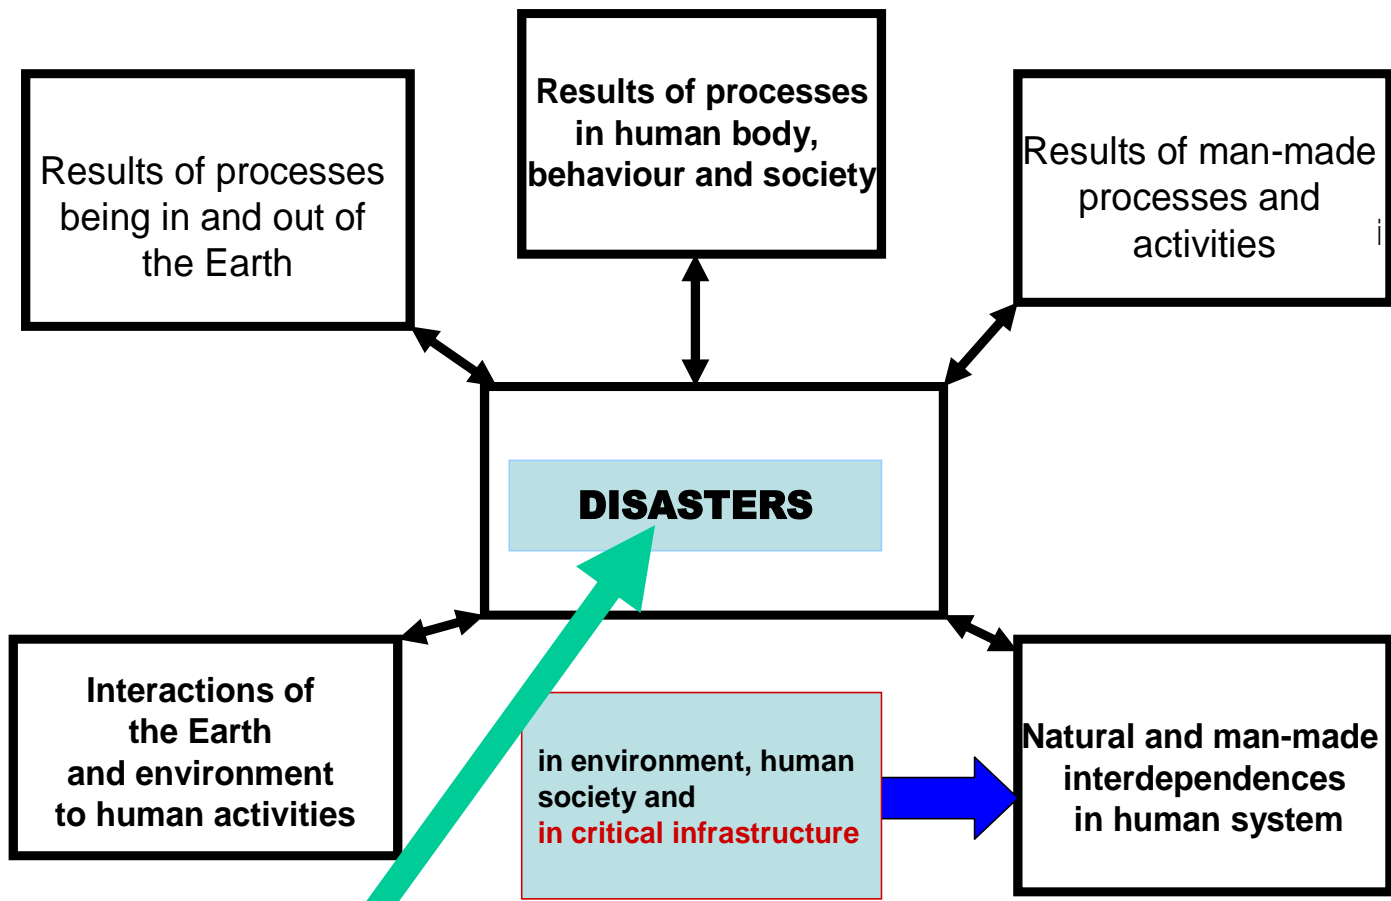 Results of processes
being in and out of
the Earth
Results of processes
in human body,
behaviour and society
Results of man-made
processes and
activities
i
DISASTERS
Interactions of
the Earth
and environment
to human activities
in environment, human
society and
in critical infrastructure
Natural and man-made
interdependences
in human system